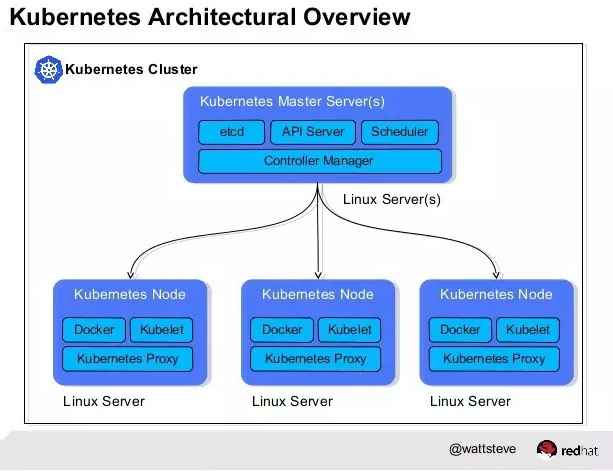 Kubernetes Architectural Overview
Kubernetes Cluster
Kubernetes Master Server(s)
etcd
API Server
Scheduler
Controller Manager
Linux Server(s)
Kubernetes Node
Docker
Kubelet
Kubernetes Proxy
Linux Server
Kubernetes Node
Docker
Kubelet
Kubernetes Proxy
Linux Server
Kubernetes Node
Docker
Kubelet
Kubernetes Proxy
Linux Server
@wattsteve
redhat.